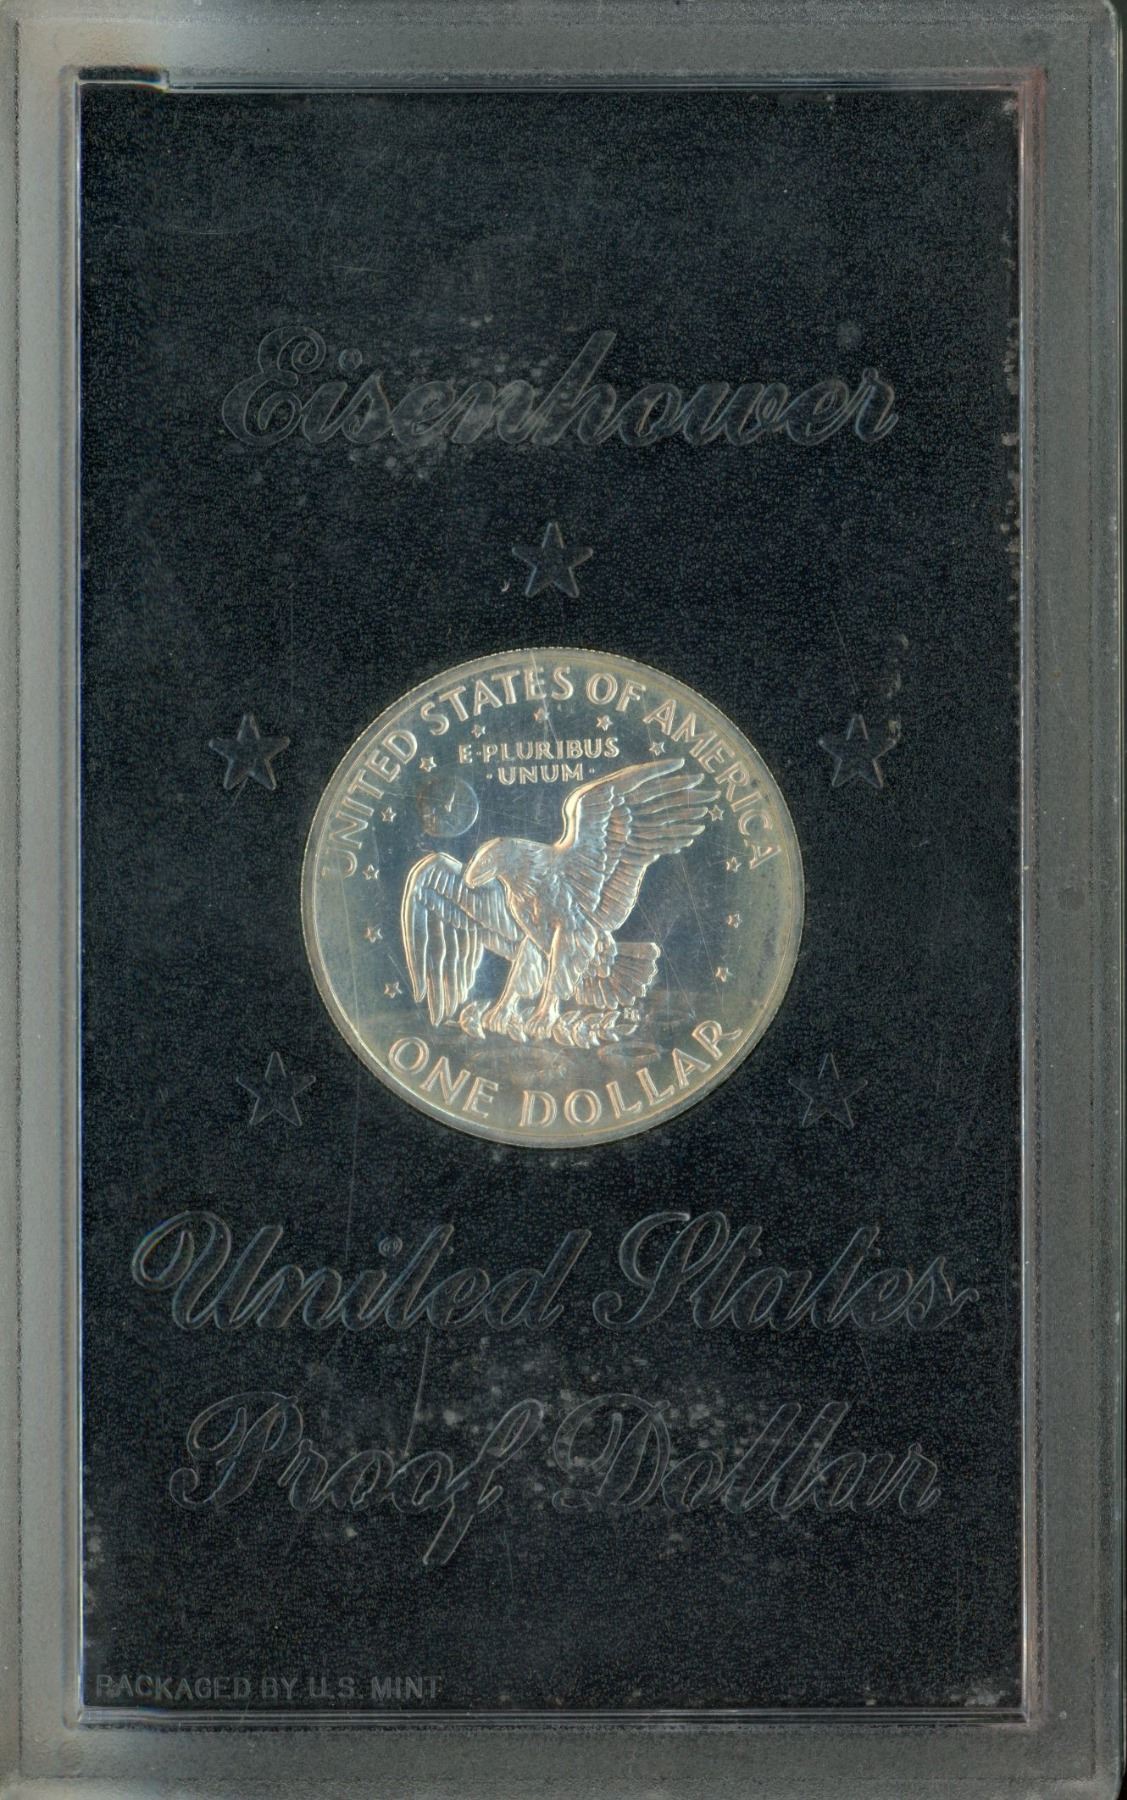 Eisenhower
UNITED STATES OF AMERICA
E·PLURIBUS
·UNUM·
ONE DOLLAR
United States
Proof Dollar
PACKAGED BY U.S. MINT